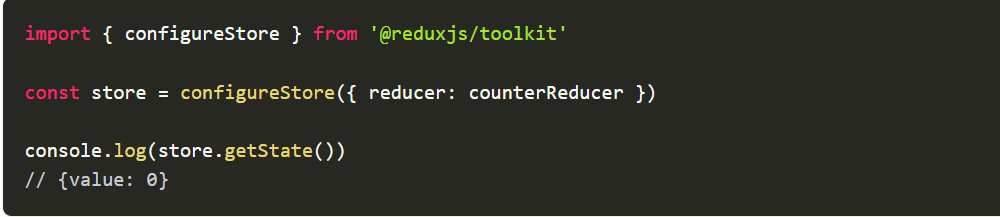 import { configureStore } from '@reduxjs/toolkit'
const store = configureStore({ reducer: counterReducer })
console.log(store.getState())
// {value: 0}